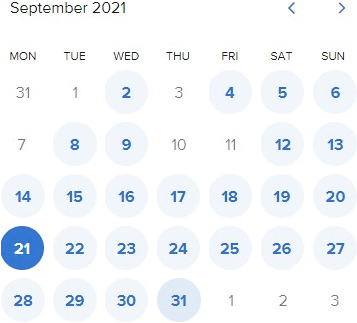 September 2021
MON TUE WED THU FRI SAT SUN
31 1 2 3 4 5 6
7 8 9 10 11 12 13
14 15 16 17 18 19 20
21 22 23 24 25 26 27
28 29 30 31 1 2 3